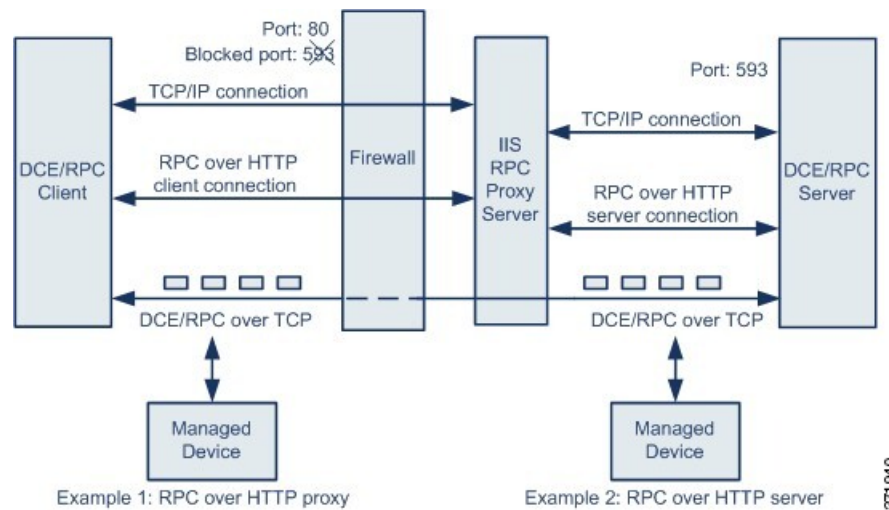 Port: 80
Blocked port: 593
Port: 593
TCP/IP connection
TCP/IP connection
DCE/RPC
Client
RPC over HTTP
client connection
Firewall
IIS
RPC
Proxy
Server
RPC over HTTP
server connection
DCE/RPC
Server
DCE/RPC over TCP
DCE/RPC over TCP
Managed
Device
Managed
Device
Example 1: RPC over HTTP proxy
Example 2: RPC over HTTP server